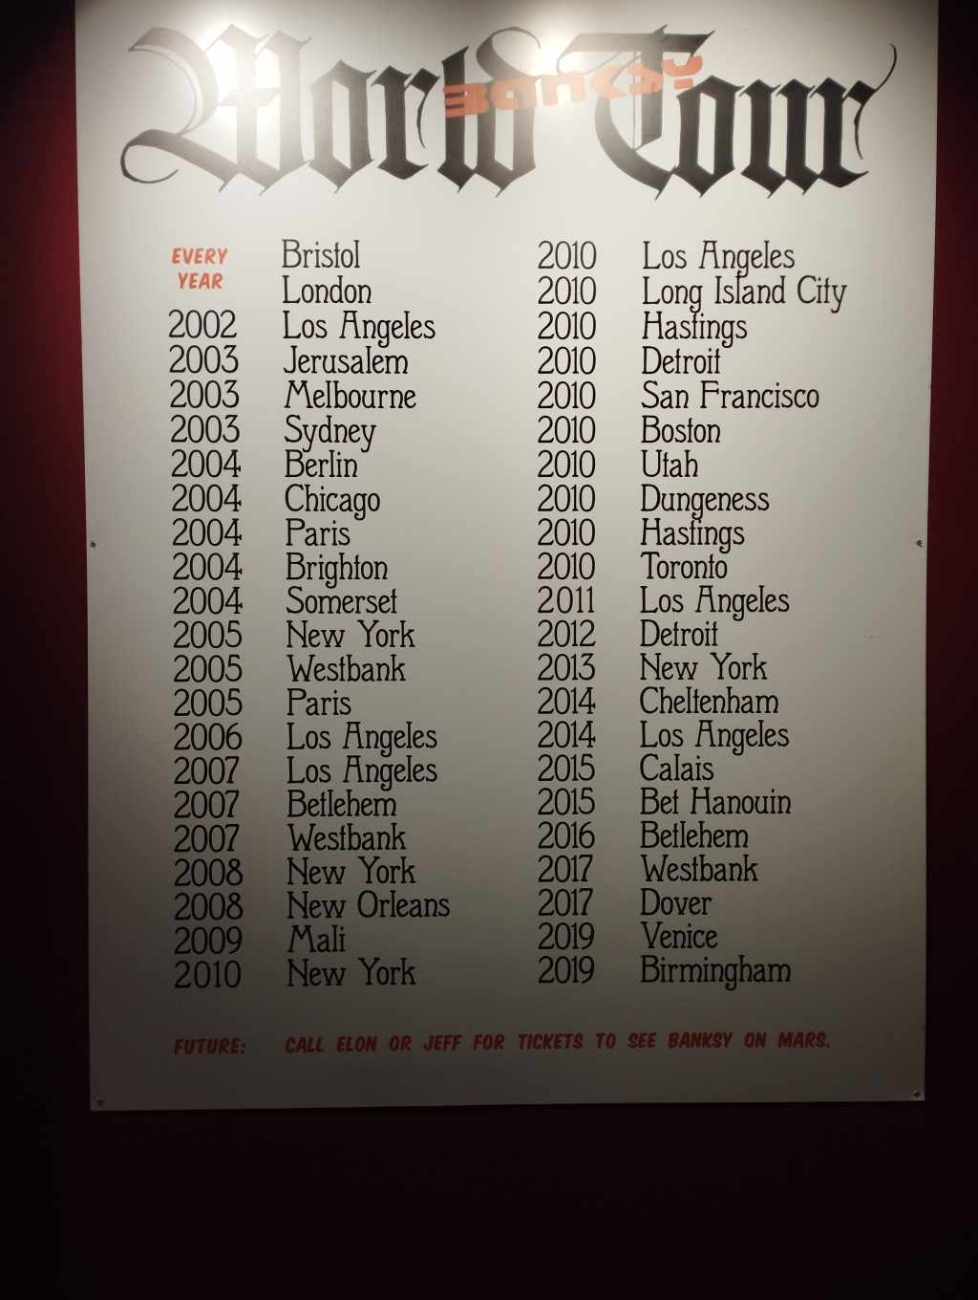 World Tour
Banksy
EVERY YEAR
Bristol
London
2002 Los Angeles
2003 Jerusalem
2003 Melbourne
2003 Sydney
2004 Berlin
2004 Chicago
2004 Paris
2004 Brighton
2004 Somerset
2005 New York
2005 Westbank
2005 Paris
2006 Los Angeles
2007 Los Angeles
2007 Betlehem
2007 Westbank
2008 New York
2008 New Orleans
2009 Mali
2010 New York
2010 Los Angeles
2010 Long Island City
2010 Hastings
2010 Detroit
2010 San Francisco
2010 Boston
2010 Utah
2010 Dungeness
2010 Hastings
2010 Toronto
2011 Los Angeles
2012 Detroit
2013 New York
2014 Cheltenham
2014 Los Angeles
2015 Calais
2015 Bet Hanouin
2016 Betlehem
2017 Westbank
2017 Dover
2019 Venice
2019 Birmingham
FUTURE: CALL ELON OR JEFF FOR TICKETS TO SEE BANKSY ON MARS.